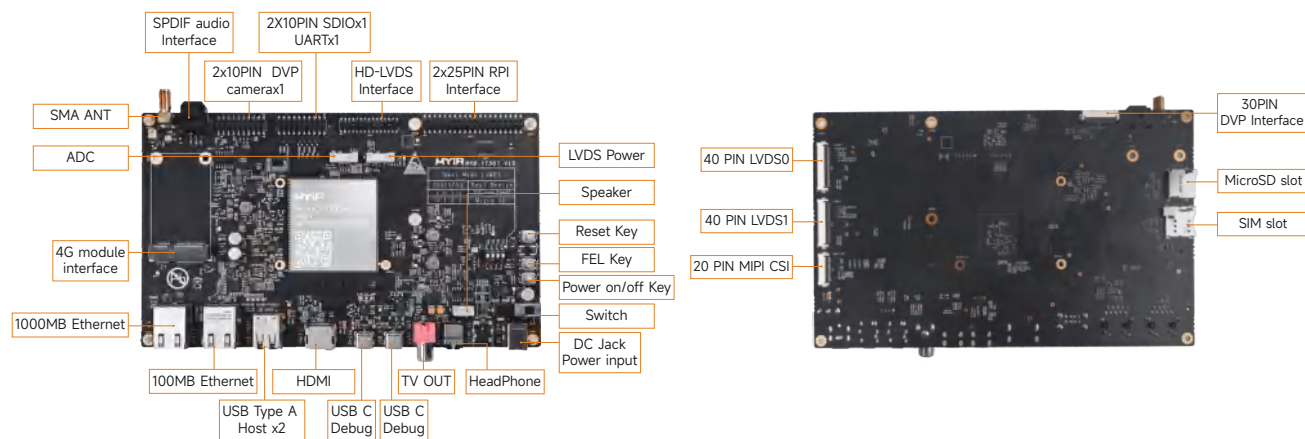 SPDIF audio
Interface
2X10PIN SDIOx1
UARTx1
2x10PIN DVP
camerax1
HD-LVDS
Interface
2x25PIN RPI
Interface
SMA ANT
ADC
LVDS Power
Speaker
Reset Key
FEL Key
Power on/off Key
Switch
DC Jack
Power input
4G module
interface
1000MB Ethernet
100MB Ethernet
USB Type A
Host x2
HDMI
USB C
Debug
USB C
Debug
TV OUT
HeadPhone
MYiR
30PIN
DVP Interface
40 PIN LVDS0
40 PIN LVDS1
20 PIN MIPI CSI
MicroSD slot
SIM slot